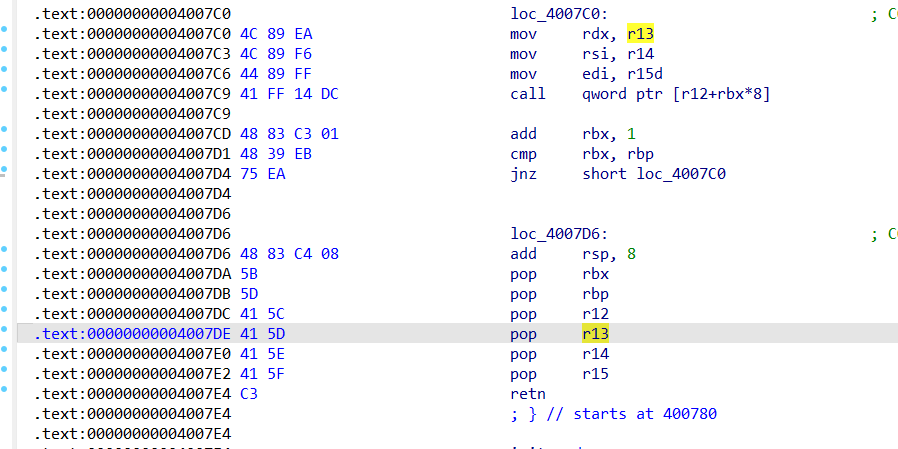 .text:00000000004007C0 loc_4007C0: ; C
.text:00000000004007C0 4C 89 EA mov rdx, r13
.text:00000000004007C3 4C 89 F6 mov rsi, r14
.text:00000000004007C6 44 89 FF mov edi, r15d
.text:00000000004007C9 41 FF 14 DC call qword ptr [r12+rbx*8]
.text:00000000004007C9
.text:00000000004007CD 48 83 C3 01 add rbx, 1
.text:00000000004007D1 48 39 EB cmp rbx, rbp
.text:00000000004007D4 75 EA jnz short loc_4007C0
.text:00000000004007D4
.text:00000000004007D6
.text:00000000004007D6 loc_4007D6: ; C
.text:00000000004007D6 48 83 C4 08 add rsp, 8
.text:00000000004007DA 5B pop rbx
.text:00000000004007DB 5D pop rbp
.text:00000000004007DC 41 5C pop r12
.text:00000000004007DE 41 5D pop r13
.text:00000000004007E0 41 5E pop r14
.text:00000000004007E2 41 5F pop r15
.text:00000000004007E4 C3 retn
.text:00000000004007E4 ; } // starts at 400780
.text:00000000004007E4